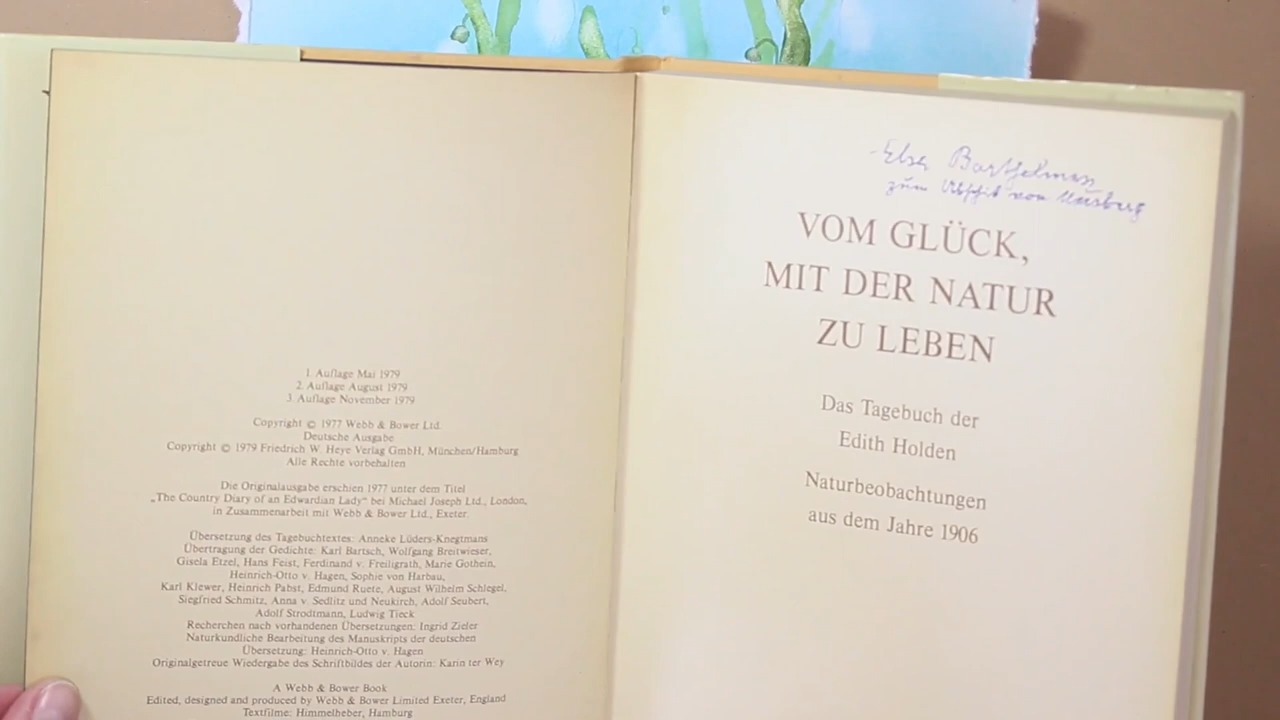 1. Auflage Mai 1979
2. Auflage August 1979
3. Auflage November 1979
Copyright © 1977 Webb & Bower Ltd.
Deutsche Ausgabe
Copyright © 1979 Friedrich W. Heye Verlag GmbH, München/Hamburg
Alle Rechte vorbehalten
Die Originalausgabe erschien 1977 unter dem Titel
„The Country Diary of an Edwardian Lady“ bei Michael Joseph Ltd., London,
in Zusammenarbeit mit Webb & Bower Ltd., Exeter.
Übersetzung des Tagebuchtextes: Anneke Lüders-Knegtmans
Übertragung der Gedichte: Karl Bartsch, Wolfgang Breitwieser,
Gisela Etzel, Hans Feist, Ferdinand v. Freiligrath, Marie Gothein,
Heinrich-Otto v. Hagen, Sophie von Harbau,
Karl Klewer, Heinrich Pabst, Edmund Ruete, August Wilhelm Schlegel,
Siegfried Schmitz, Anna v. Sedlitz und Neukirch, Adolf Seubert,
Adolf Strodtmann, Ludwig Tieck
Recherchen nach vorhandenen Übersetzungen: Ingrid Zieler
Naturkundliche Bearbeitung des Manuskripts der deutschen
Übersetzung: Heinrich-Otto v. Hagen
Originalgetreue Wiedergabe des Schriftbildes der Autorin: Karin ter Wey
A Webb & Bower Book
Edited, designed and produced by Webb & Bower Limited Exeter, England
Textfilme: Himmelheber, Hamburg
zum von
VOM GLÜCK,
MIT DER NATUR
ZU LEBEN
Das Tagebuch der
Edith Holden
Naturbeobachtungen
aus dem Jahre 1906